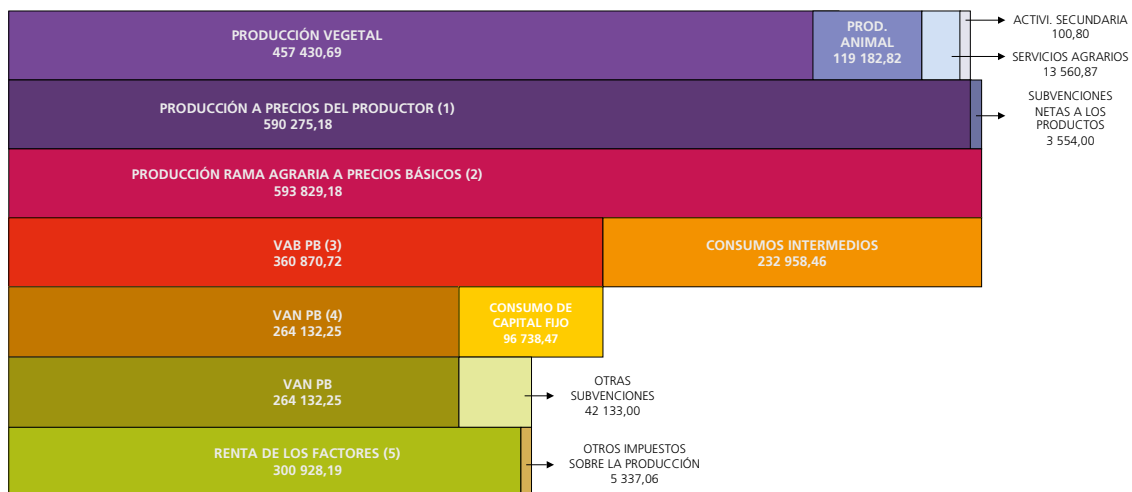 PRODUCCIÓN VEGETAL
457 430,69
PROD.
ANIMAL
119 182,82
ACTIVI. SECUNDARIA
100,80
SERVICIOS AGRARIOS
13 560,87
PRODUCCIÓN A PRECIOS DEL PRODUCTOR (1)
590 275,18
SUBVENCIONES
NETAS A LOS
PRODUCTOS
3 554,00
PRODUCCIÓN RAMA AGRARIA A PRECIOS BÁSICOS (2)
593 829,18
VAB PB (3)
360 870,72
CONSUMOS INTERMEDIOS
232 958,46
VAN PB (4)
264 132,25
CONSUMO DE
CAPITAL FIJO
96 738,47
VAN PB
264 132,25
OTRAS
SUBVENCIONES
42 133,00
RENTA DE LOS FACTORES (5)
300 928,19
OTROS IMPUESTOS
SOBRE LA PRODUCCIÓN
5 337,06